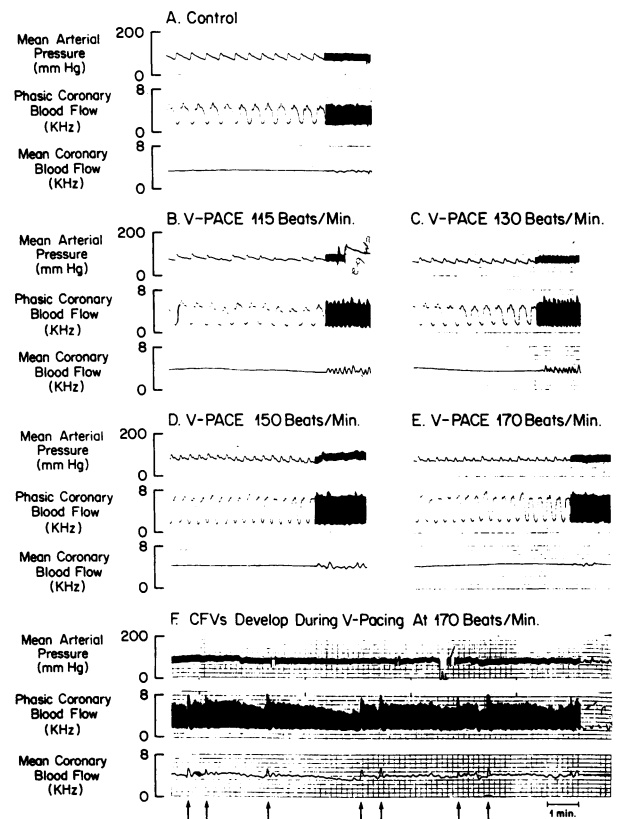 A. Control
Mean Arterial
Pressure
(mm Hg)
200
0
Phasic Coronary
Blood Flow
(KHz)
8
0
Mean Coronary
Blood Flow
(KHz)
8
0
B. V-PACE 115 Beats/Min.
Mean Arterial
Pressure
(mm Hg)
200
0
Phasic Coronary
Blood Flow
(KHz)
8
0
Mean Coronary
Blood Flow
(KHz)
8
0
C. V-PACE 130 Beats/Min.
D. V-PACE 150 Beats/Min.
Mean Arterial
Pressure
(mm Hg)
200
0
Phasic Coronary
Blood Flow
(KHz)
8
0
Mean Coronary
Blood Flow
(KHz)
8
0
E. V-PACE 170 Beats/Min.
F. CFVs Develop During V-Pacing At 170 Beats/Min.
Mean Arterial
Pressure
(mm Hg)
200
0
Phasic Coronary
Blood Flow
(KHz)
8
0
Mean Coronary
Blood Flow
(KHz)
8
0
1 min.